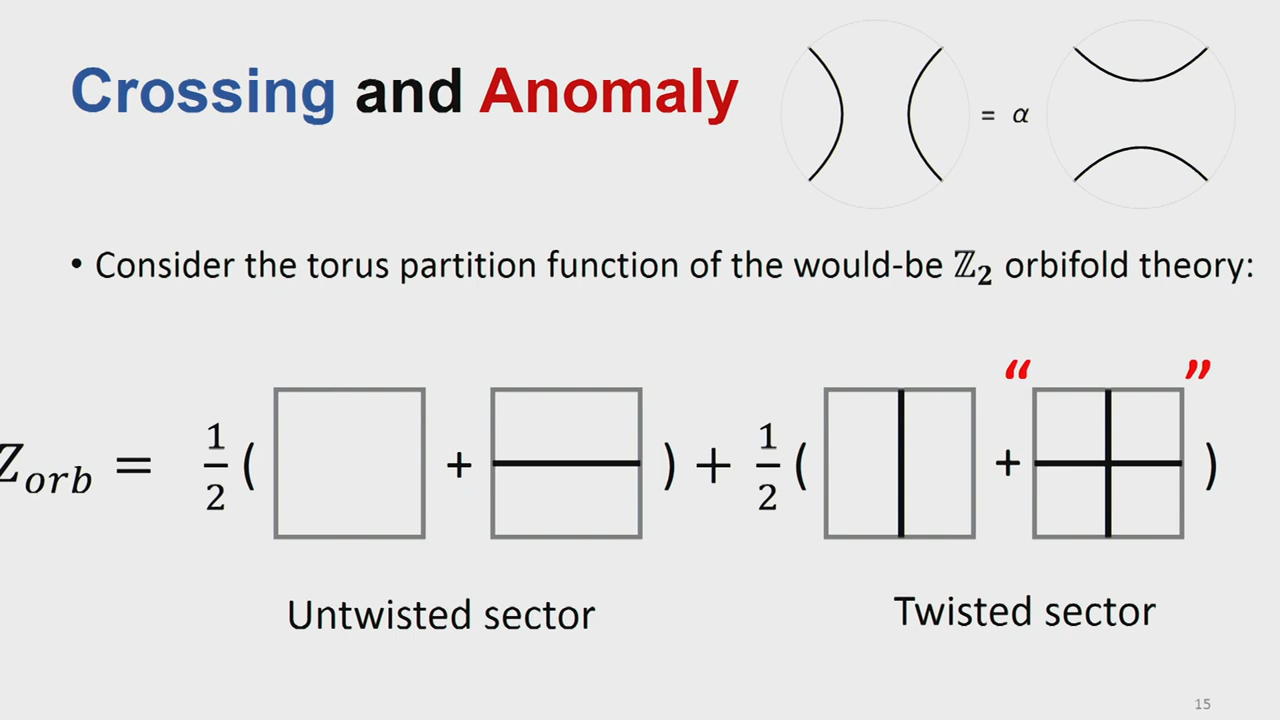 Crossing and Anomaly
= α
• Consider the torus partition function of the would-be ℤ₂ orbifold theory:
Z_orb = 1/2 ( + ) + 1/2 ( “ + ” )
Untwisted sector
Twisted sector
15